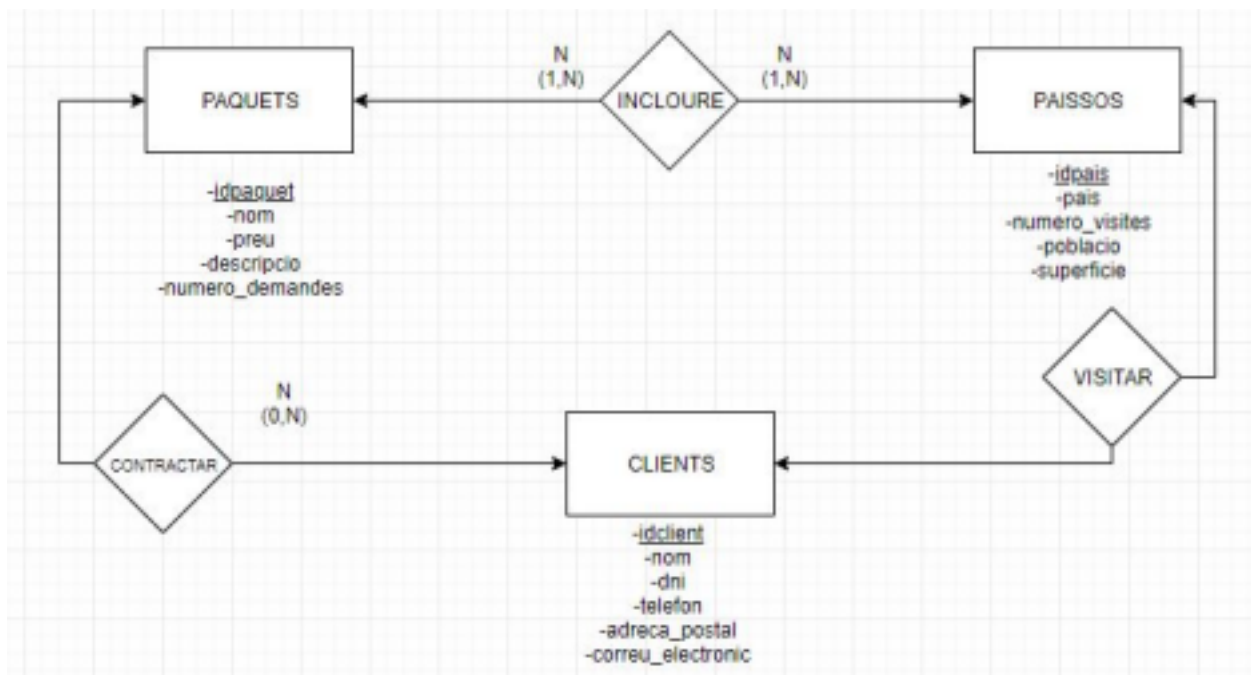 PAQUETS
-idpaquet
-nom
-preu
-descripcio
-numero_demandes
N
(1,N)
INCLOURE
N
(1,N)
PAISSOS
-idpais
-pais
-numero_visites
-poblacio
-superficie
VISITAR
N
(0,N)
CONTRACTAR
CLIENTS
-idclient
-nom
-dni
-telefon
-adreca_postal
-correu_electronic